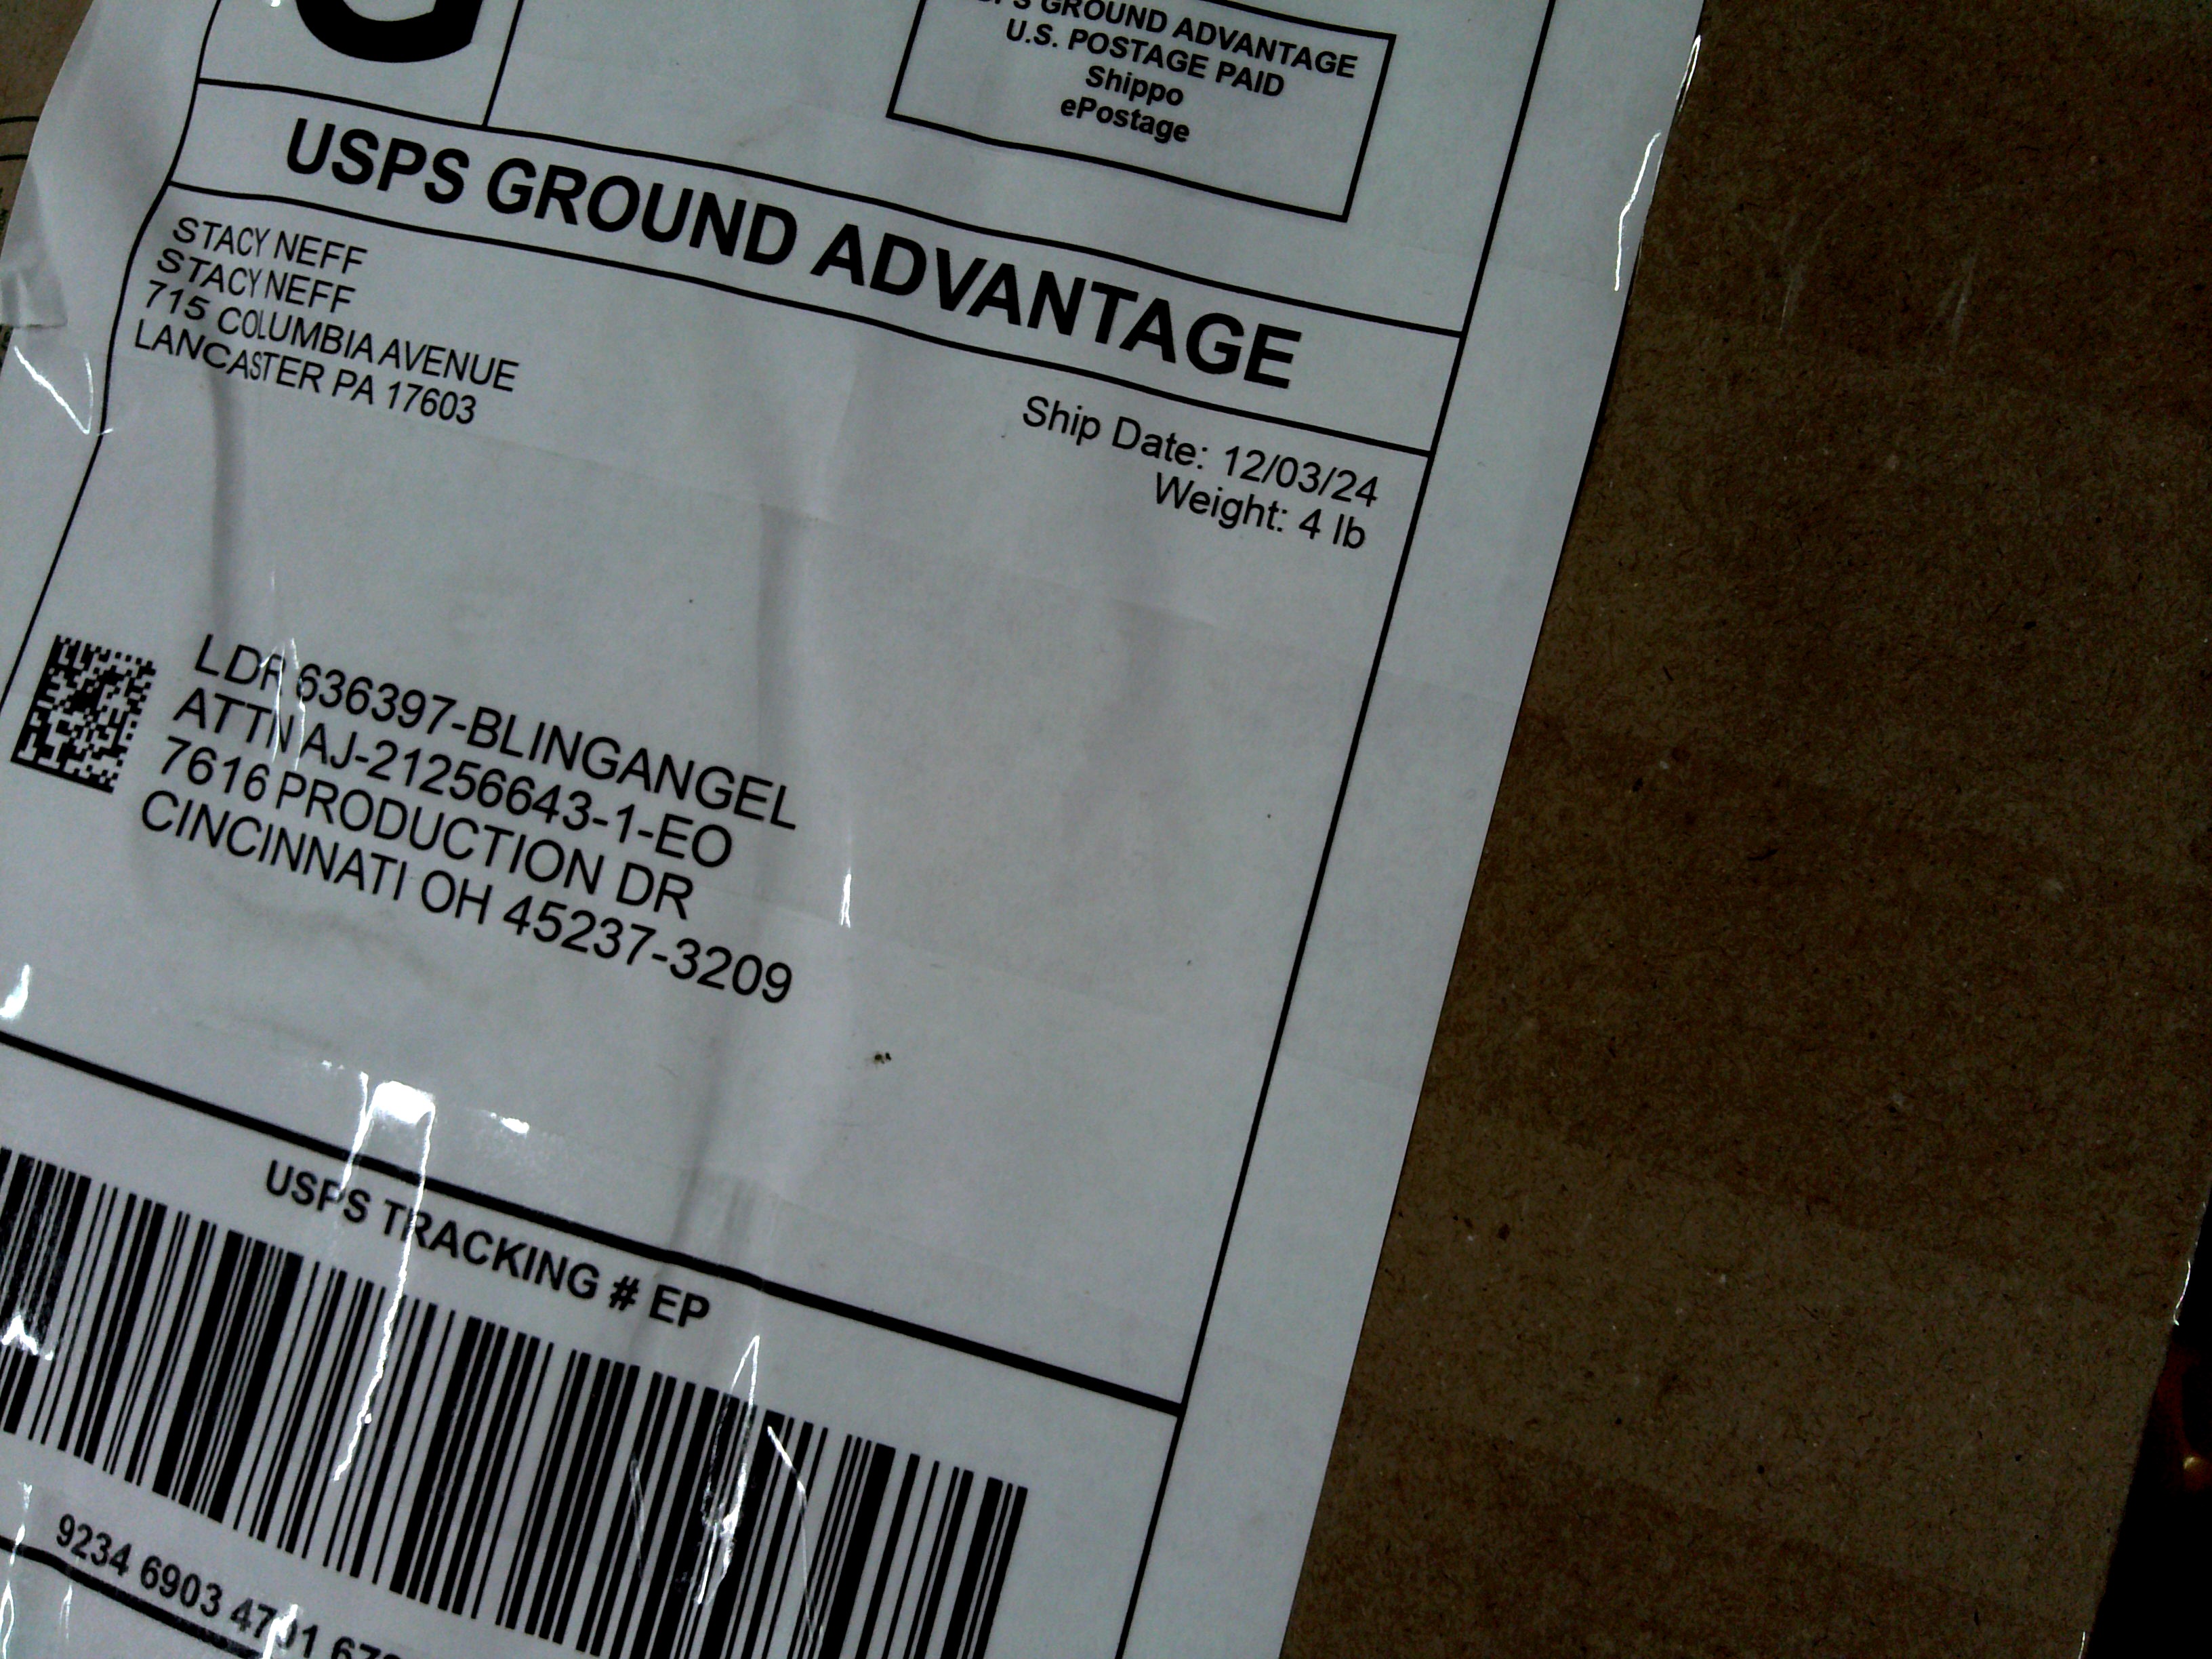 GROUND ADVANTAGE
U.S. POSTAGE PAID
Shippo
ePostage
USPS GROUND ADVANTAGE
STACY NEFF
STACY NEFF
715 COLUMBIA AVENUE
LANCASTER PA 17603
Ship Date: 12/03/24
Weight: 4 lb
LDR 636397-BLINGANGEL
ATTN AJ-21256643-1-EO
7616 PRODUCTION DR
CINCINNATI OH 45237-3209
USPS TRACKING # EP
9234 6903